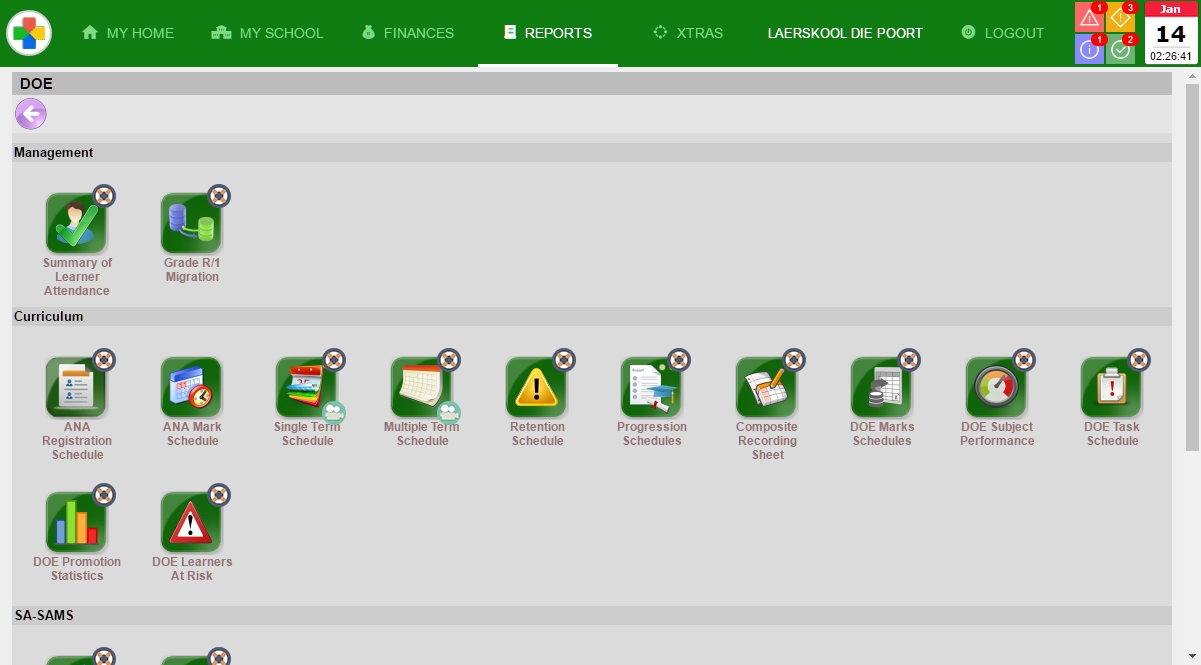 MY HOME
MY SCHOOL
FINANCES
REPORTS
XTRAS
LAERSKOOL DIE POORT
LOGOUT
1
3
1
2
Jan
14
02:26:41
DOE
Management
Summary of
Learner
Attendance
Grade R/1
Migration
Curriculum
ANA
Registration
Schedule
ANA Mark
Schedule
Single Term
Schedule
Multiple Term
Schedule
Retention
Schedule
Progression
Schedules
Composite
Recording
Sheet
DOE Marks
Schedules
DOE Subject
Performance
DOE Task
Schedule
DOE Promotion
Statistics
DOE Learners
At Risk
SA-SAMS